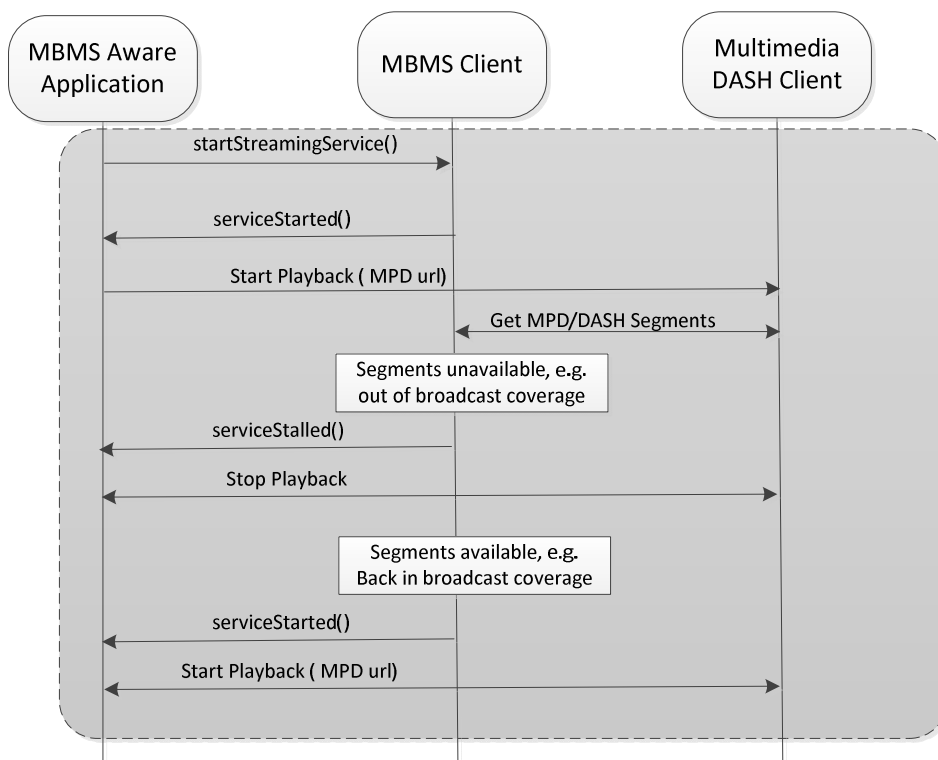 MBMS Aware
Application
MBMS Client
Multimedia
DASH Client
startStreamingService()
serviceStarted()
Start Playback ( MPD url)
Get MPD/DASH Segments
Segments unavailable, e.g.
out of broadcast coverage
serviceStalled()
Stop Playback
Segments available, e.g.
Back in broadcast coverage
serviceStarted()
Start Playback ( MPD url)